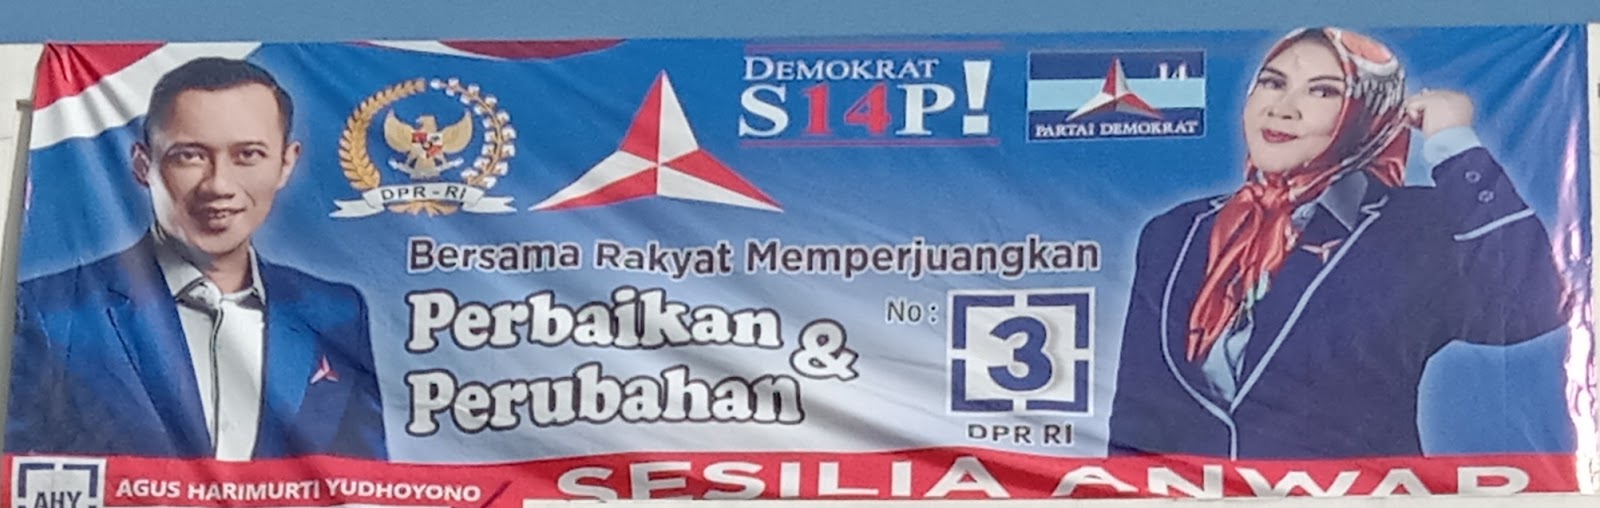 DEMOKRAT
S14P!
14
PARTAI DEMOKRAT
DPR-RI
Bersama Rakyat Memperjuangkan
Perbaikan
&
Perubahan
No:
3
DPR RI
AHY
AGUS HARIMURTI YUDHOYONO
SESILIA ANWAR